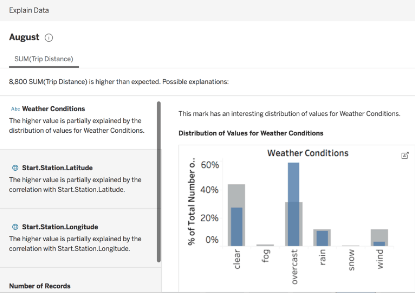 Explain Data
August
SUM(Trip Distance)
8,800 SUM(Trip Distance) is higher than expected. Possible explanations:
Abc Weather Conditions
The higher value is partially explained by the
distribution of values for Weather Conditions.
Start.Station.Latitude
The higher value is partially explained by the
correlation with Start.Station.Latitude.
Start.Station.Longitude
The higher value is partially explained by the
correlation with Start.Station.Longitude.
Number of Records
This mark has an interesting distribution of values for Weather Conditions.
Distribution of Values for Weather Conditions
Weather Conditions
% of Total Number o..
60%
40%
20%
0%
clear
fog
overcast
rain
snow
wind